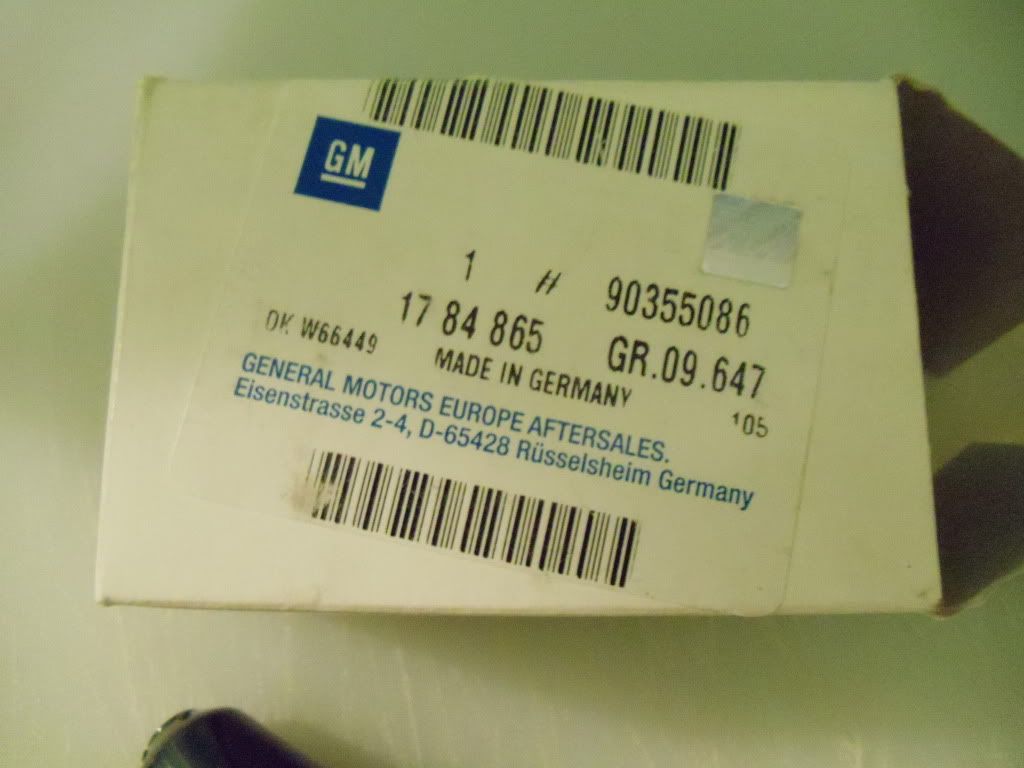 GM
1 H 90355086
17 84 865 GR.09.647
OK W66449 MADE IN GERMANY 105
GENERAL MOTORS EUROPE AFTERSALES.
Eisenstrasse 2-4, D-65428 Rüsselsheim Germany